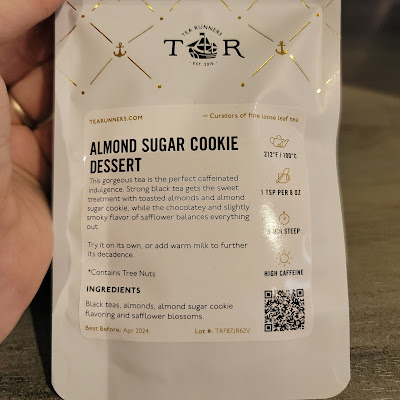 TEA RUNNERS
T R
EST. 2016
TEARUNNERS.COM
Curators of fine loose leaf tea
ALMOND SUGAR COOKIE
DESSERT
This gorgeous tea is the perfect caffeinated
indulgence. Strong black tea gets the sweet
treatment with toasted almonds and almond
sugar cookie, while the chocolatey and slightly
smoky flavor of safflower balances everything
out.
Try it on its own, or add warm milk to further
its decadence.
*Contains Tree Nuts
INGREDIENTS
Black teas, almonds, almond sugar cookie
flavoring and safflower blossoms.
Best Before: Apr 2024
Lot #: TRF87JR62V
212°F / 100°C
1 TSP PER 8 OZ
MIN STEEP
HIGH CAFFEINE